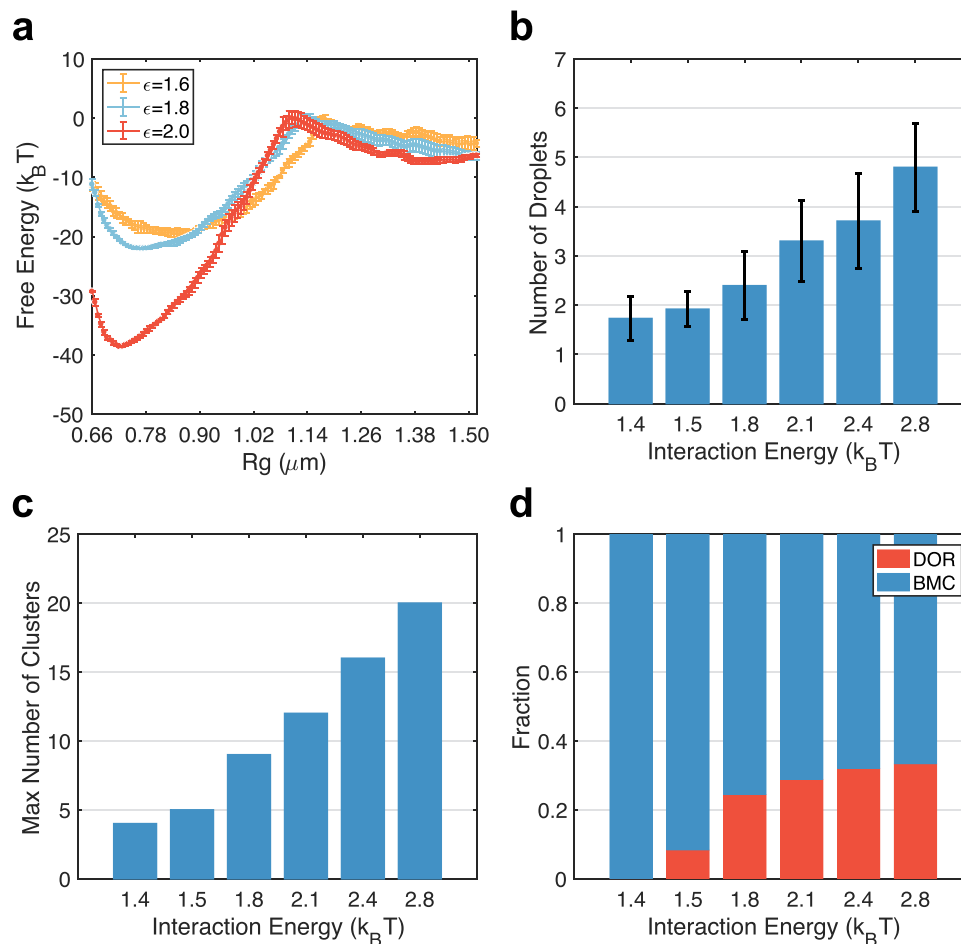 a
10
0
-10
-20
-30
-40
-50
Free Energy (k_BT)
ϵ=1.6
ϵ=1.8
ϵ=2.0
0.66 0.78 0.90 1.02 1.14 1.26 1.38 1.50
Rg (μm)
b
7
6
5
4
3
2
1
0
Number of Droplets
1.4 1.5 1.8 2.1 2.4 2.8
Interaction Energy (k_BT)
c
25
20
15
10
5
0
Max Number of Clusters
1.4 1.5 1.8 2.1 2.4 2.8
Interaction Energy (k_BT)
d
1
0.8
0.6
0.4
0.2
0
Fraction
DOR
BMC
1.4 1.5 1.8 2.1 2.4 2.8
Interaction Energy (k_BT)